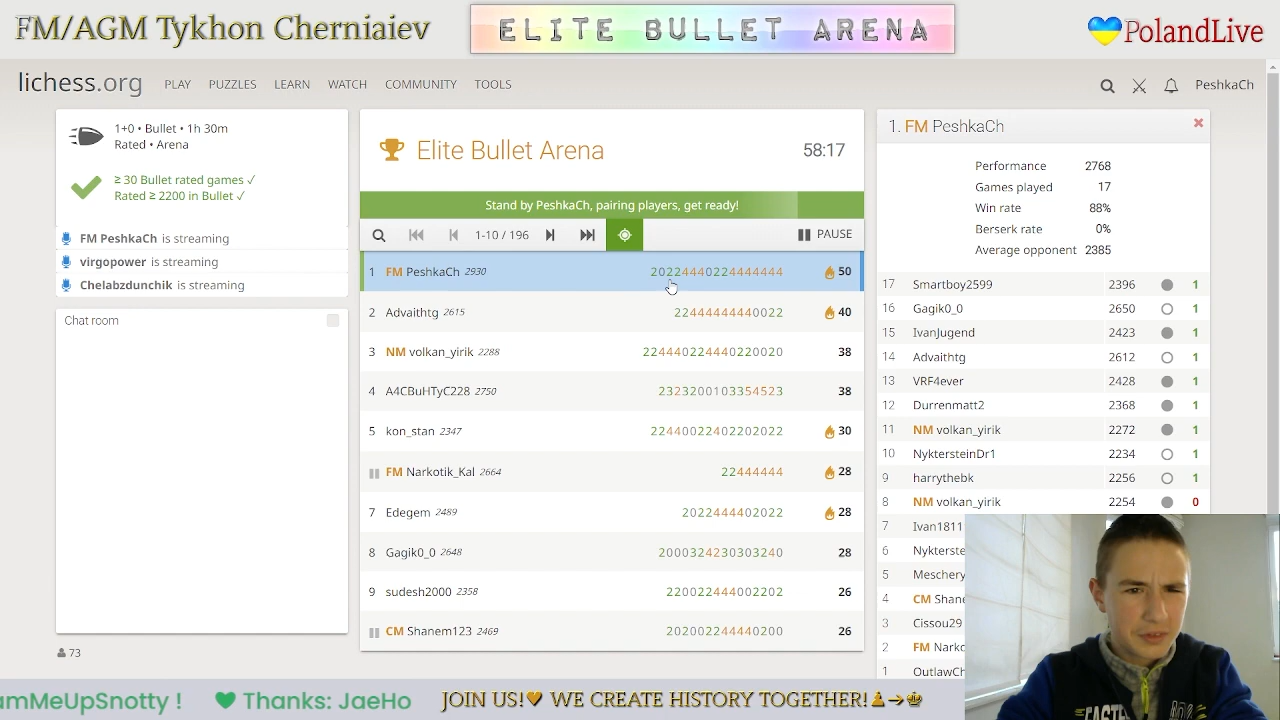 FM/AGM Tykhon Cherniaiev
ELITE BULLET ARENA
PolandLive
lichess.org PLAY PUZZLES LEARN WATCH COMMUNITY TOOLS PeshkaCh
1+0 • Bullet • 1h 30m
Rated • Arena
≥ 30 Bullet rated games ✓
Rated ≥ 2200 in Bullet ✓
FM PeshkaCh is streaming
virgopower is streaming
Chelabzdunchik is streaming
Chat room
73
Elite Bullet Arena 58:17
Stand by PeshkaCh, pairing players, get ready!
1-10 / 196 PAUSE
1 FM PeshkaCh 2930 20224440224444444 50
2 Advaithtg 2615 22444444440022 40
3 NM volkan_yirik 2288 224440224440220020 38
4 A4CBuHTyC228 2750 2323200103354523 38
5 kon_stan 2347 22440022402202022 30
FM Narkotik_Kal 2664 22444444 28
7 Edegem 2489 2022444402022 28
8 Gagik0_0 2648 2000324230303240 28
9 sudesh2000 2358 220022444002202 26
CM Shanem123 2469 202002244440200 26
1. FM PeshkaCh
Performance 2768
Games played 17
Win rate 88%
Berserk rate 0%
Average opponent 2385
17 Smartboy2599 2396 1
16 Gagik0_0 2650 1
15 IvanJugend 2423 1
14 Advaithtg 2612 1
13 VRF4ever 2428 1
12 Durrenmatt2 2368 1
11 NM volkan_yirik 2272 1
10 NyktersteinDr1 2234 1
9 harrythebk 2256 1
8 NM volkan_yirik 2254 0
7 Ivan1811
6 Nykterste
5 Meschery
4 CM Shane
3 Cissou29
2 FM Narko
1 OutlawCh
amMeUpSnotty ! Thanks: JaeHo JOIN US! WE CREATE HISTORY TOGETHER!